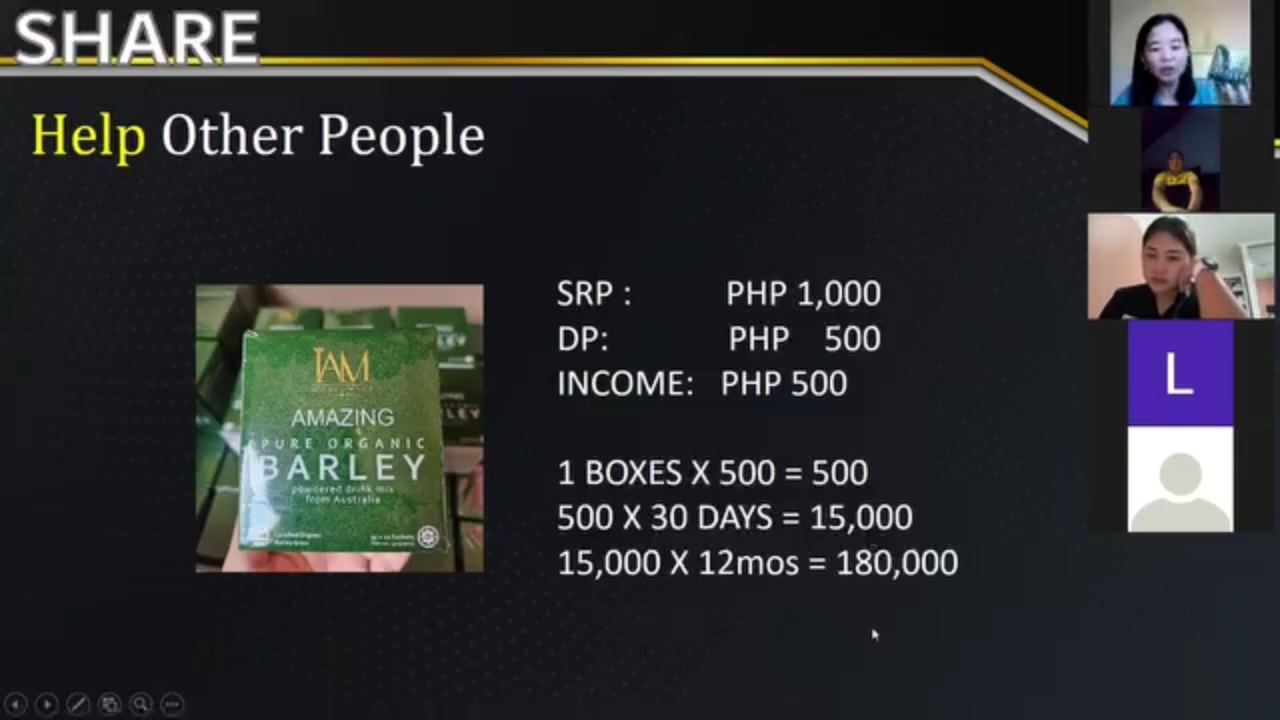 SHARE
Help Other People
SRP : PHP 1,000
DP: PHP 500
INCOME: PHP 500
1 BOXES X 500 = 500
500 X 30 DAYS = 15,000
15,000 X 12mos = 180,000
IAM
AMAZING
PURE ORGANIC
BARLEY
powdered drink mix
from Australia
L